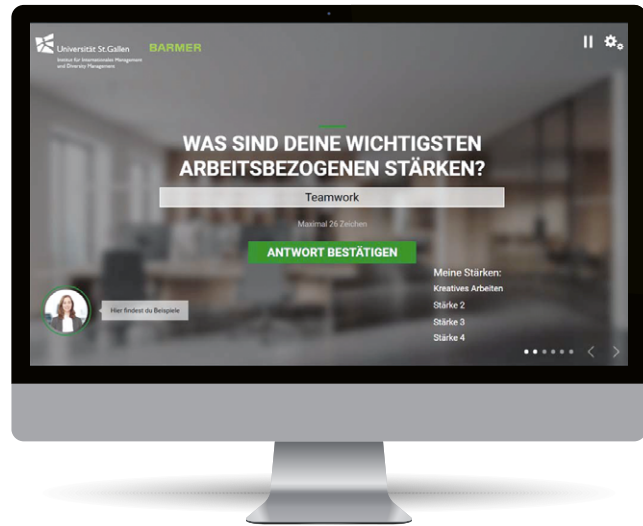 Universität St.Gallen
Institut für Internationales Management
und Diversity Management
BARMER
WAS SIND DEINE WICHTIGSTEN
ARBEITSBEZOGENEN STÄRKEN?
Teamwork
Maximal 26 Zeichen
ANTWORT BESTÄTIGEN
Meine Stärken:
Kreatives Arbeiten
Stärke 2
Stärke 3
Stärke 4
Hier findest du Beispiele